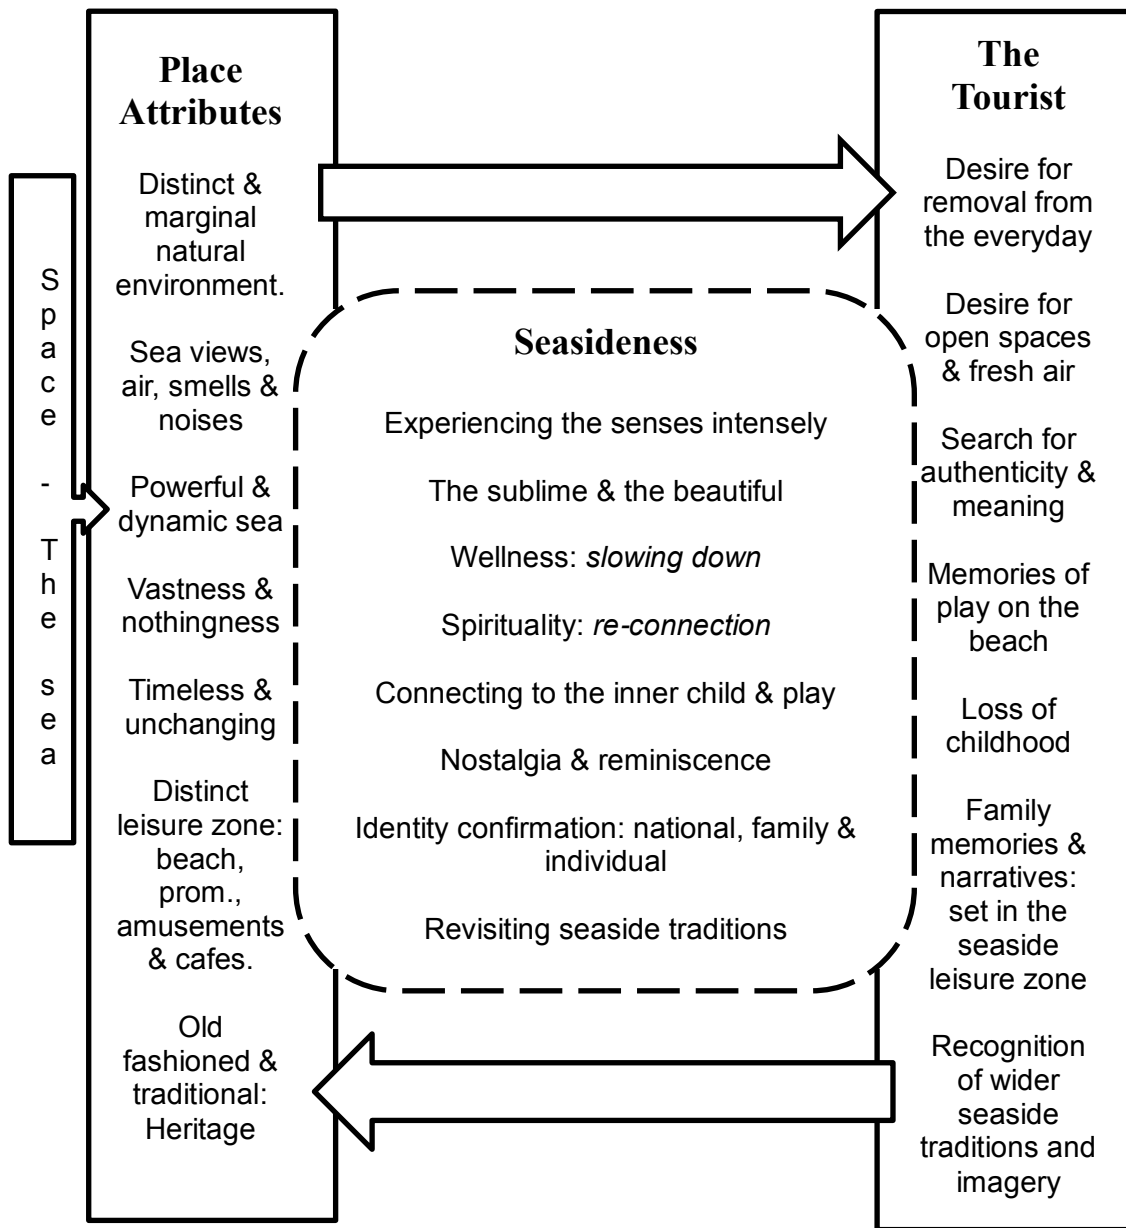 Space - The sea
Place
Attributes
Distinct &
marginal
natural
environment.
Sea views,
air, smells &
noises
Powerful &
dynamic sea
Vastness &
nothingness
Timeless &
unchanging
Distinct
leisure zone:
beach,
prom.,
amusements
& cafes.
Old
fashioned &
traditional:
Heritage
Seasideness
Experiencing the senses intensely
The sublime & the beautiful
Wellness: slowing down
Spirituality: re-connection
Connecting to the inner child & play
Nostalgia & reminiscence
Identity confirmation: national, family &
individual
Revisiting seaside traditions
The
Tourist
Desire for
removal from
the everyday
Desire for
open spaces
& fresh air
Search for
authenticity &
meaning
Memories of
play on the
beach
Loss of
childhood
Family
memories &
narratives:
set in the
seaside
leisure zone
Recognition
of wider
seaside
traditions and
imagery